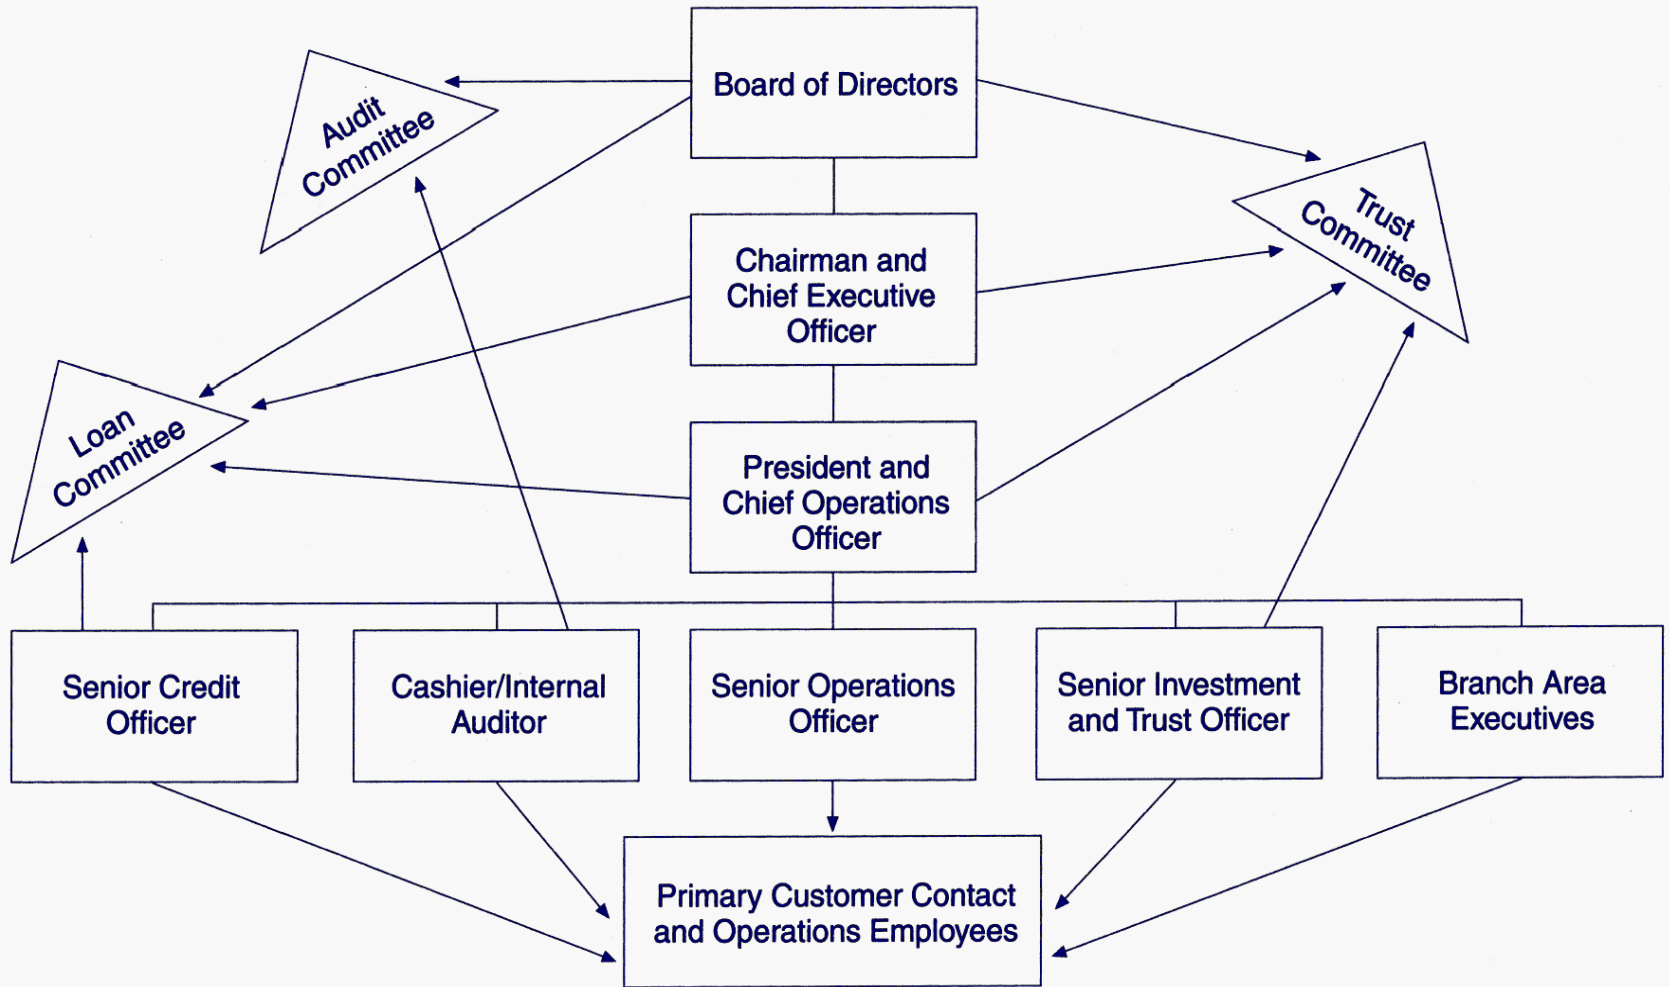 Board of Directors
Audit
Committee
Trust
Committee
Chairman and
Chief Executive
Officer
Loan
Committee
President and
Chief Operations
Officer
Senior Credit
Officer
Cashier/Internal
Auditor
Senior Operations
Officer
Senior Investment
and Trust Officer
Branch Area
Executives
Primary Customer Contact
and Operations Employees